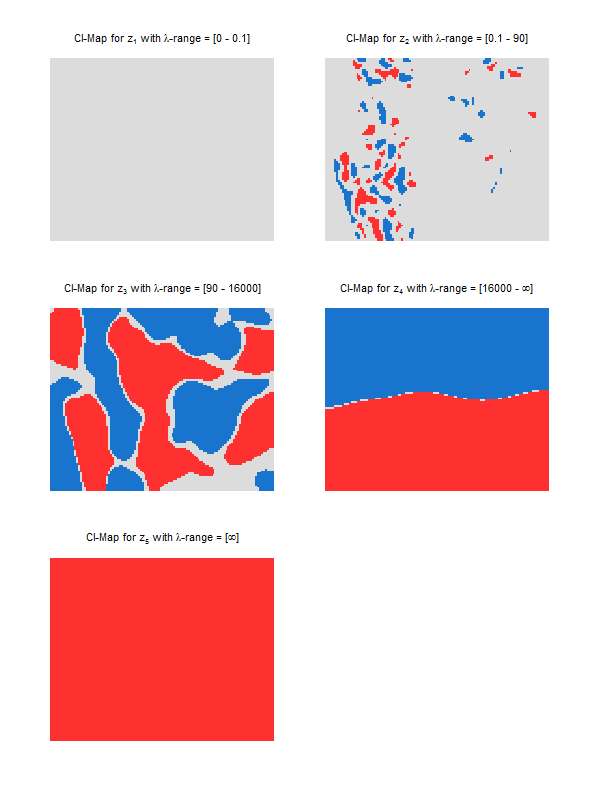 CI-Map for z₁ with λ-range = [0 - 0.1]
CI-Map for z₂ with λ-range = [0.1 - 90]
CI-Map for z₃ with λ-range = [90 - 16000]
CI-Map for z₄ with λ-range = [16000 - ∞]
CI-Map for z₅ with λ-range = [∞]